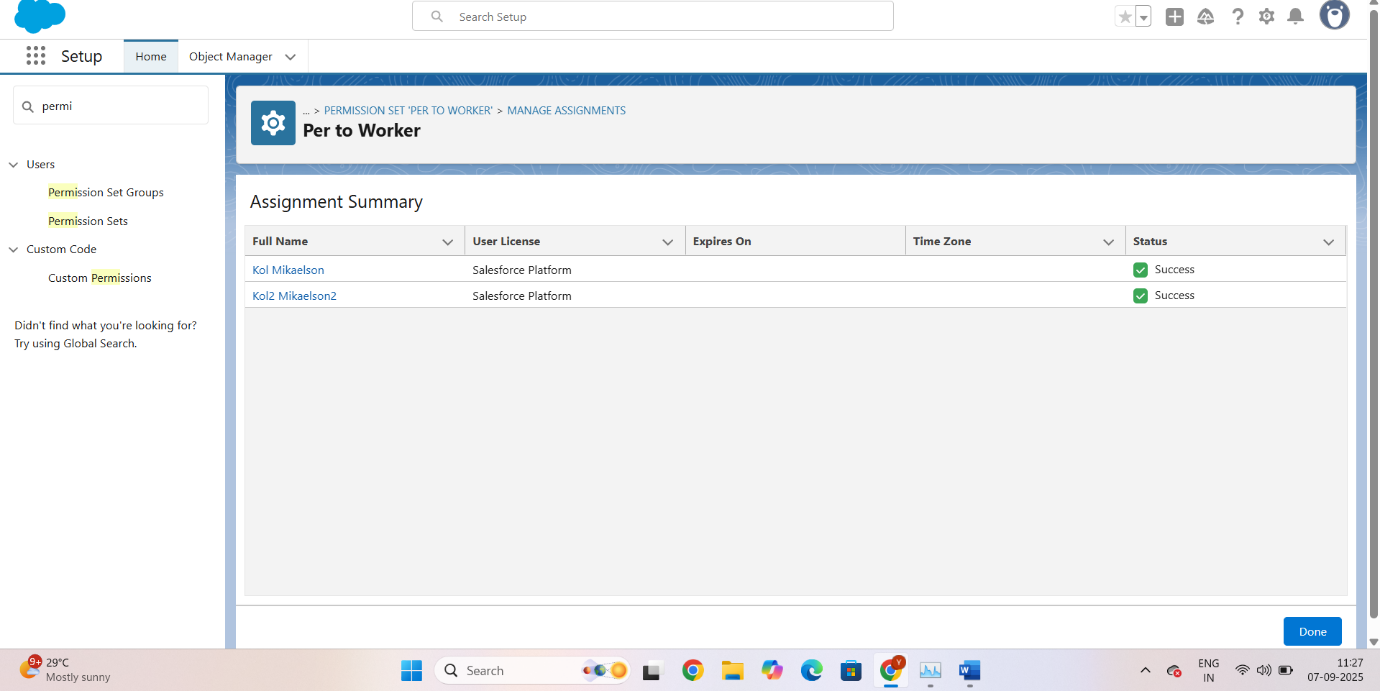 Search Setup
Setup
Home
Object Manager
permi
Users
Permission Set Groups
Permission Sets
Custom Code
Custom Permissions
Didn't find what you're looking for?
Try using Global Search.
... > PERMISSION SET 'PER TO WORKER' > MANAGE ASSIGNMENTS
Per to Worker
Assignment Summary
Full Name User License Expires On Time Zone Status
Kol Mikaelson Salesforce Platform Success
Kol2 Mikaelson2 Salesforce Platform Success
Done
9+
29°C
Mostly sunny
Search
Y
W
ENG
IN
11:27
07-09-2025